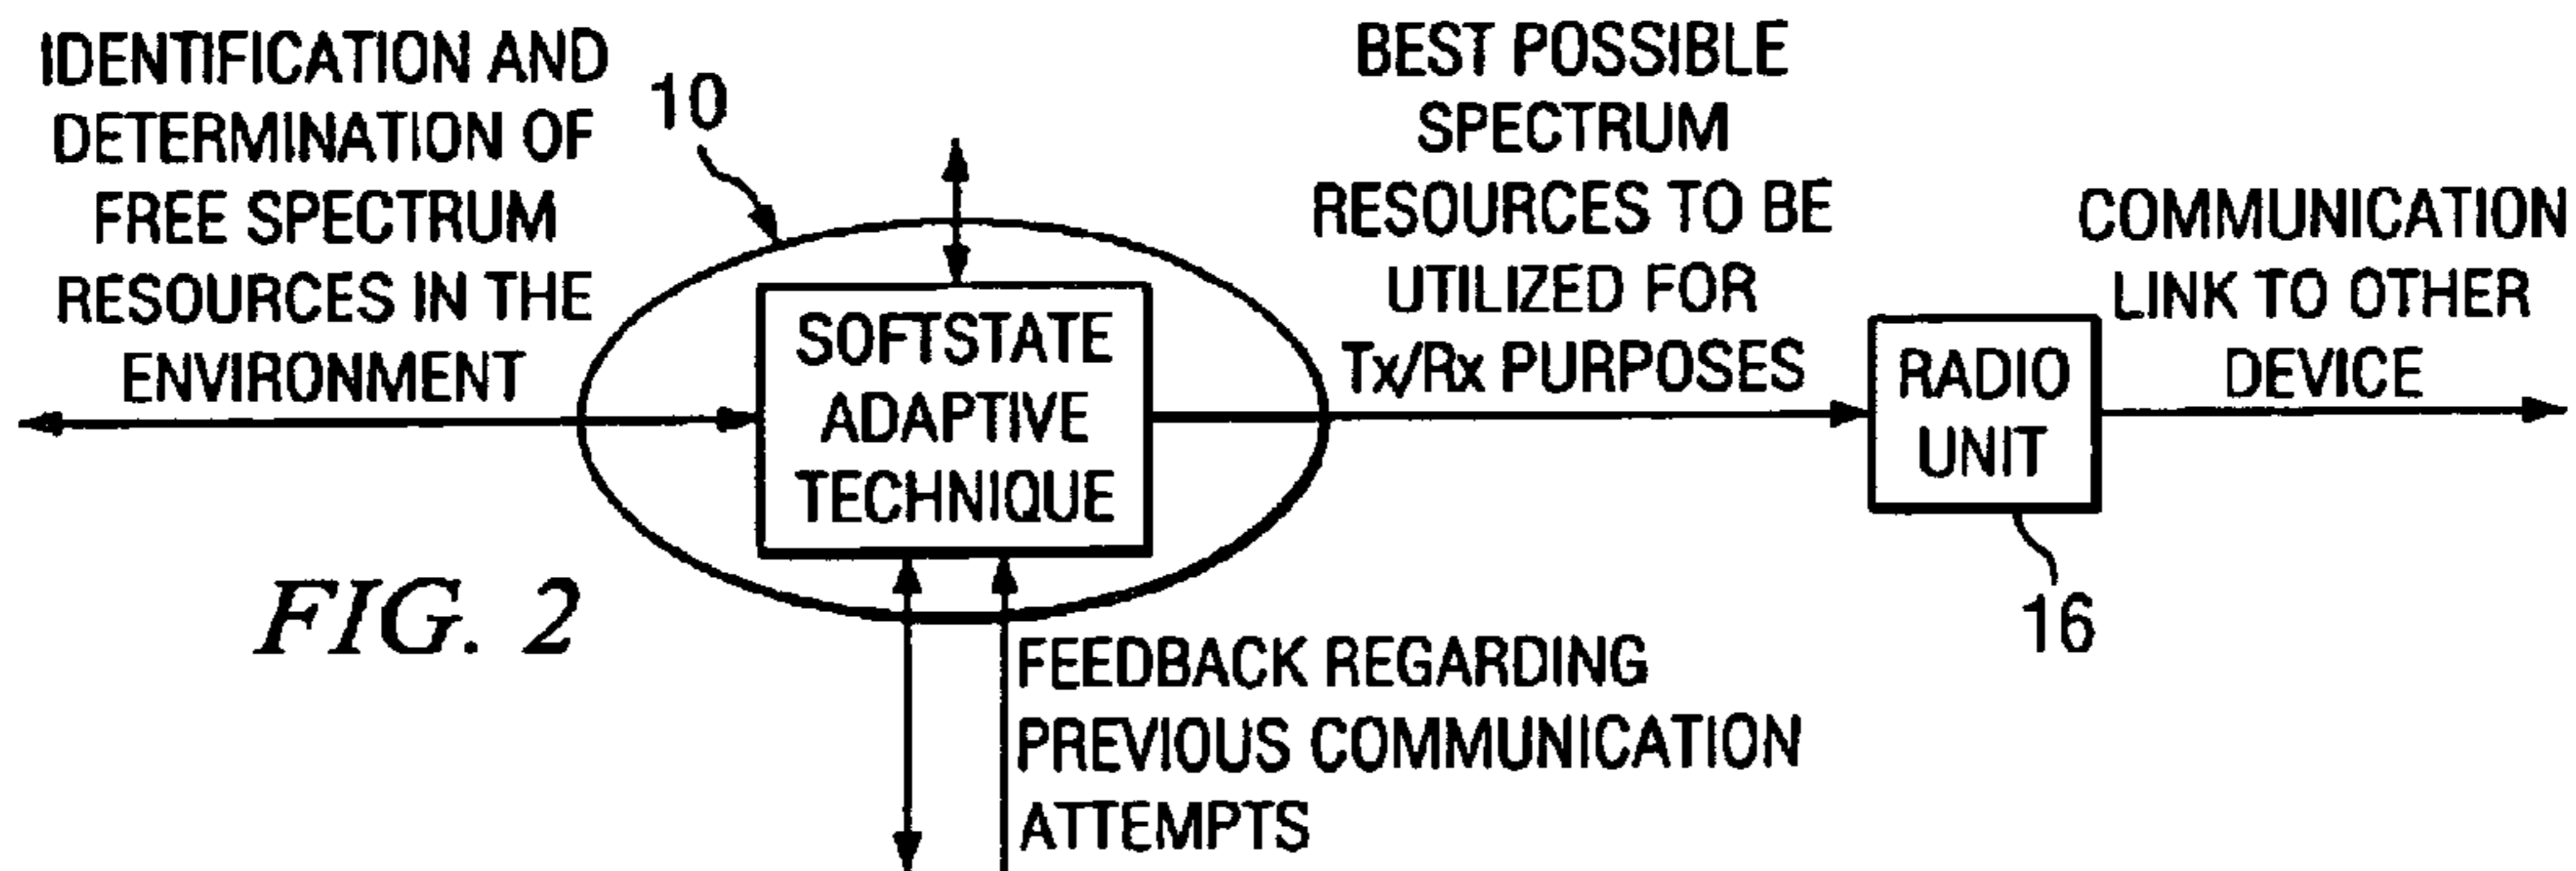 IDENTIFICATION AND
DETERMINATION OF
FREE SPECTRUM
RESOURCES IN THE
ENVIRONMENT
10
SOFTSTATE
ADAPTIVE
TECHNIQUE
BEST POSSIBLE
SPECTRUM
RESOURCES TO BE
UTILIZED FOR
Tx/Rx PURPOSES
RADIO
UNIT
16
COMMUNICATION
LINK TO OTHER
DEVICE
FEEDBACK REGARDING
PREVIOUS COMMUNICATION
ATTEMPTS
FIG. 2